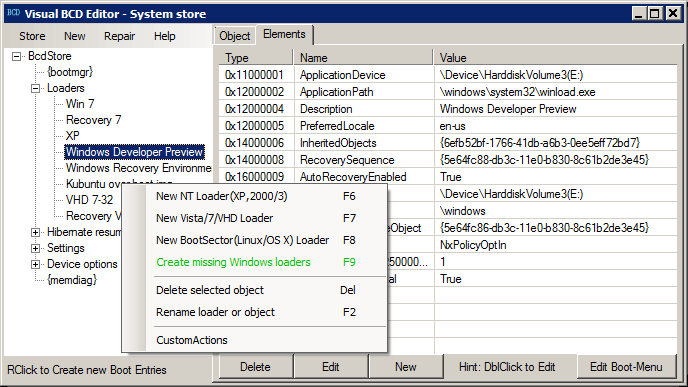 BCD Visual BCD Editor - System store
Store New Repair Help
Object Elements
BcdStore
{bootmgr}
Loaders
Win 7
Recovery 7
XP
Windows Developer Preview
Windows Recovery Environme
VHD 7-32
Recovery V
Hibernate resum
Settings
Device options
{memdiag}
RClick to Create new Boot Entries
New NT Loader(XP,2000/3) F6
New Vista/7/VHD Loader F7
New BootSector(Linux/OS X) Loader F8
Create missing Windows loaders F9
Delete selected object Del
Rename loader or object F2
CustomActions
Type Name Value
0x11000001 ApplicationDevice \Device\HarddiskVolume3(E:)
0x12000002 ApplicationPath \windows\system32\winload.exe
0x12000004 Description Windows Developer Preview
0x12000005 PreferredLocale en-us
0x14000006 InheritedObjects {6efb52bf-1766-41db-a6b3-0ee5eff72bd7}
0x14000008 RecoverySequence {5e64fc88-db3c-11e0-b830-8c61b2de3e45}
0x16000009 AutoRecoveryEnabled True
\Device\HarddiskVolume3(E:)
\windows
eObject {5e64fc86-db3c-11e0-b830-8c61b2de3e45}
NxPolicyOptIn
250000... 1
al True
Delete Edit New Hint: DblClick to Edit Edit Boot-Menu